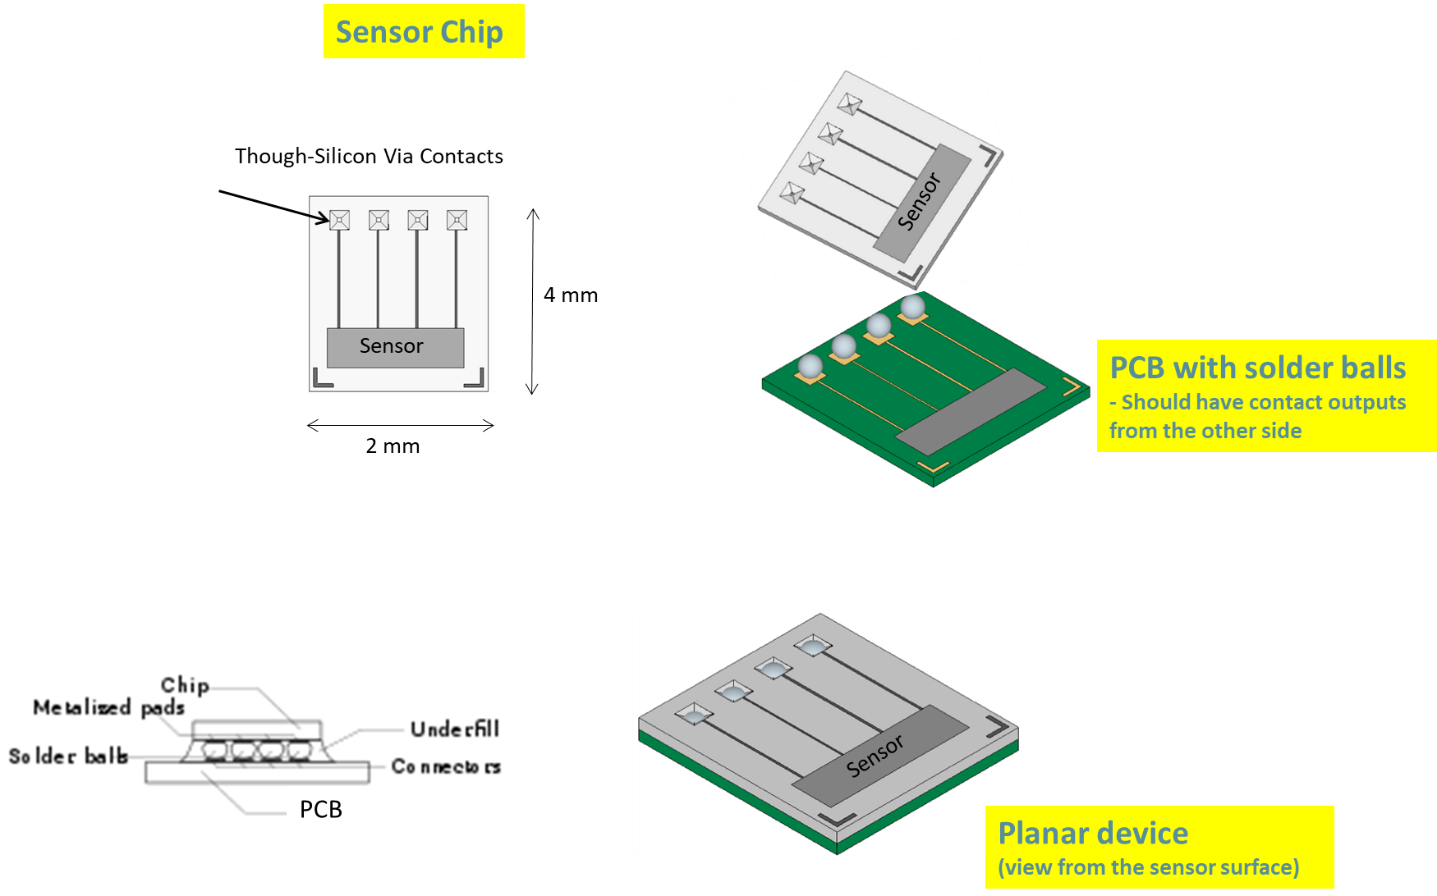 Sensor Chip
Though-Silicon Via Contacts
Sensor
4 mm
2 mm
Sensor
PCB with solder balls
- Should have contact outputs
from the other side
Chip
Metalized pads
Underfill
Solder balls
Connectors
PCB
Sensor
Planar device
(view from the sensor surface)